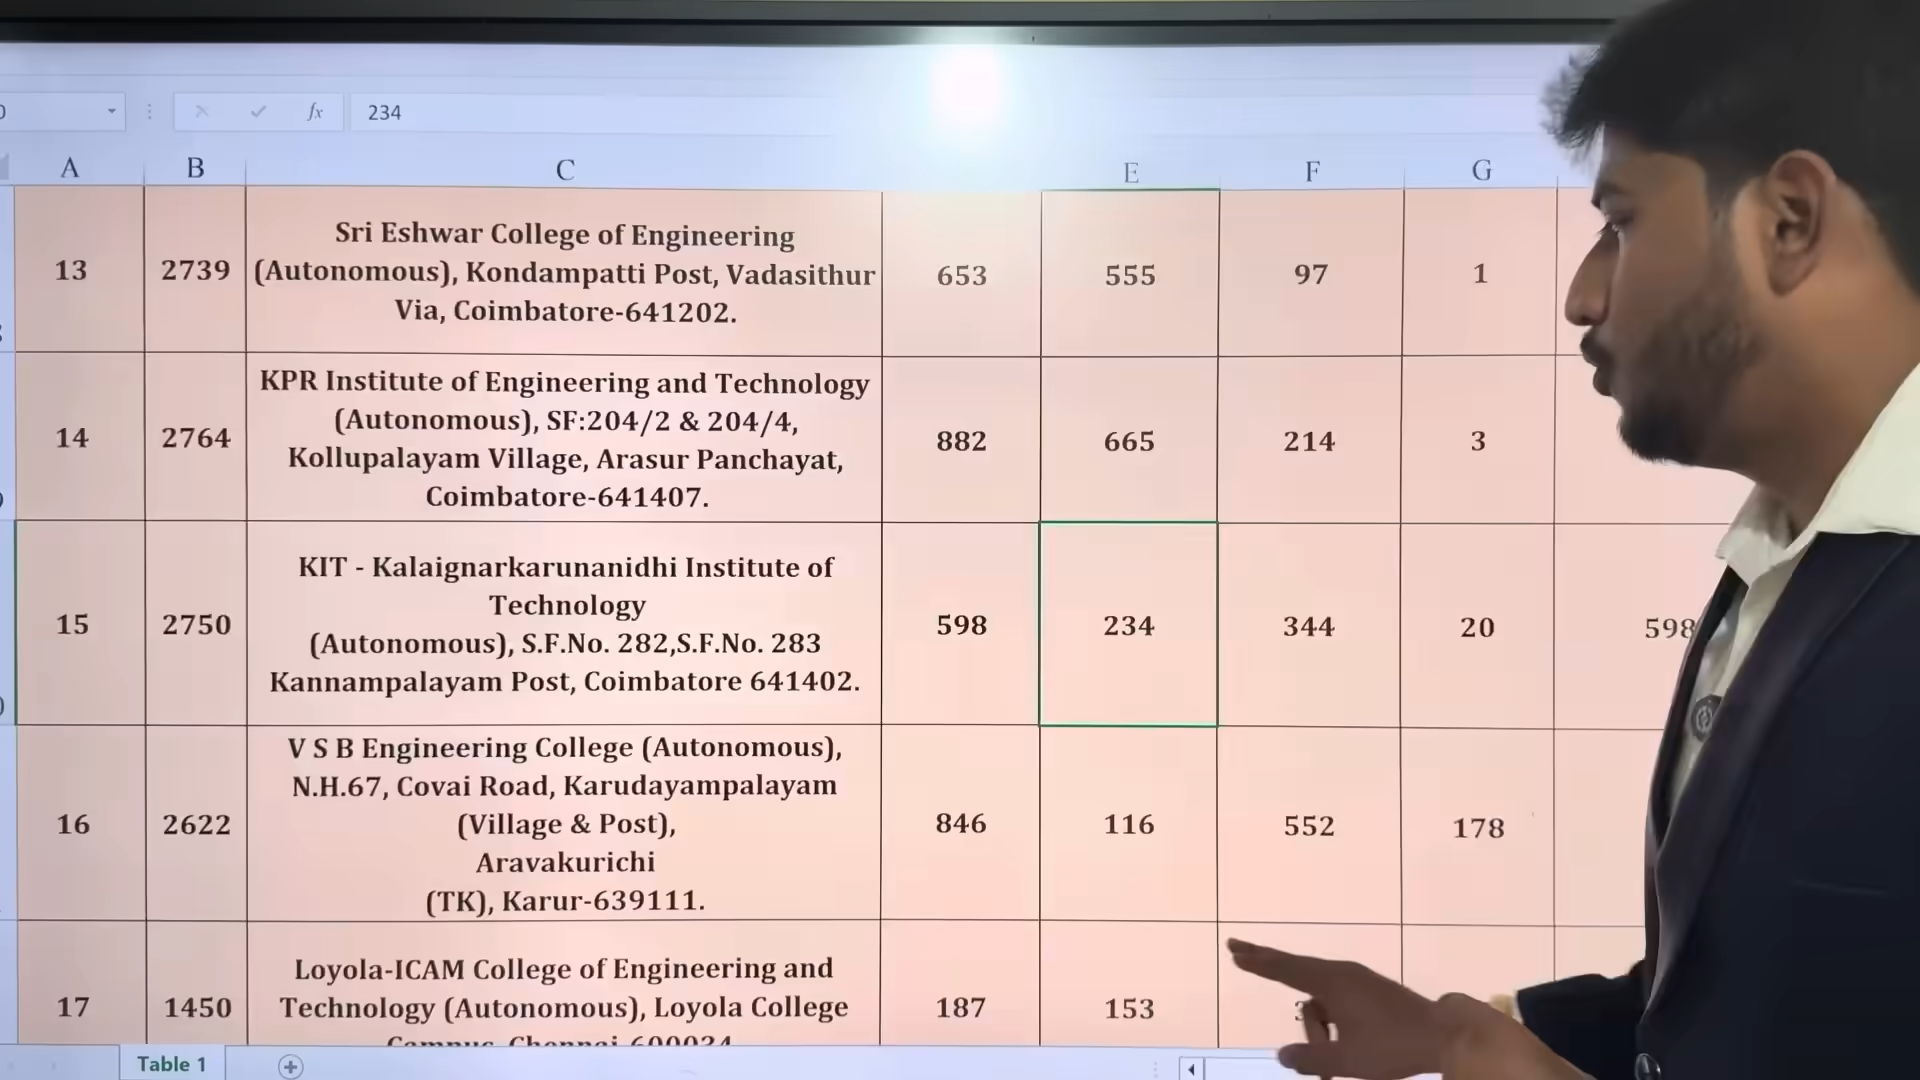 fx 234
A B C E F G
13 2739 Sri Eshwar College of Engineering
(Autonomous), Kondampatti Post, Vadasithur
Via, Coimbatore-641202. 653 555 97 1
14 2764 KPR Institute of Engineering and Technology
(Autonomous), SF:204/2 & 204/4,
Kollupalayam Village, Arasur Panchayat,
Coimbatore-641407. 882 665 214 3
15 2750 KIT - Kalaignarkarunanidhi Institute of
Technology
(Autonomous), S.F.No. 282,S.F.No. 283
Kannampalayam Post, Coimbatore 641402. 598 234 344 20 598
16 2622 V S B Engineering College (Autonomous),
N.H.67, Covai Road, Karudayampalayam
(Village & Post),
Aravakurichi
(TK), Karur-639111. 846 116 552 178
17 1450 Loyola-ICAM College of Engineering and
Technology (Autonomous), Loyola College
Campus, Chennai-600034. 187 153
Table 1